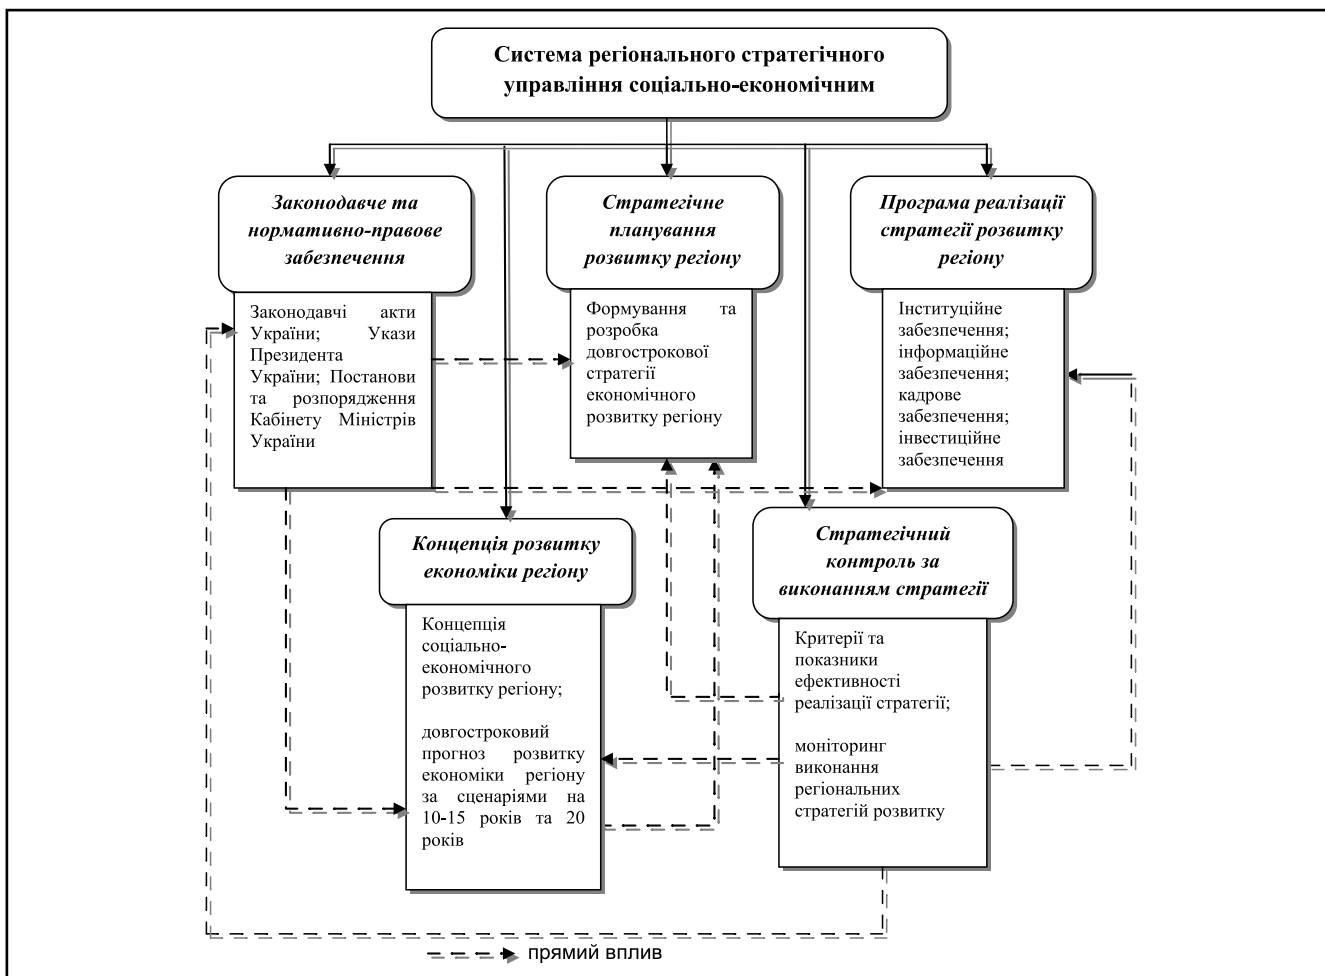 Система регіонального стратегічного
управління соціально-економічним
Законодавче та
нормативно-правове
забезпечення
Стратегічне
планування
розвитку регіону
Програма реалізації
стратегії розвитку
регіону
Законодавчі акти
України; Укази
Президента
України; Постанови
та розпорядження
Кабінету Міністрів
України
Формування та
розробка
довгострокової
стратегії
економічного
розвитку регіону
Інституційне
забезпечення;
інформаційне
забезпечення;
кадрове
забезпечення;
інвестиційне
забезпечення
Концепція розвитку
економіки регіону
Стратегічний
контроль за
виконанням стратегії
Концепція
соціально-
економічного
розвитку регіону;
довгостроковий
прогноз розвитку
економіки регіону
за сценаріями на
10-15 років та 20
років
Критерії та
показники
ефективності
реалізації стратегії;
моніторинг
виконання
регіональних
стратегій розвитку
прямий вплив